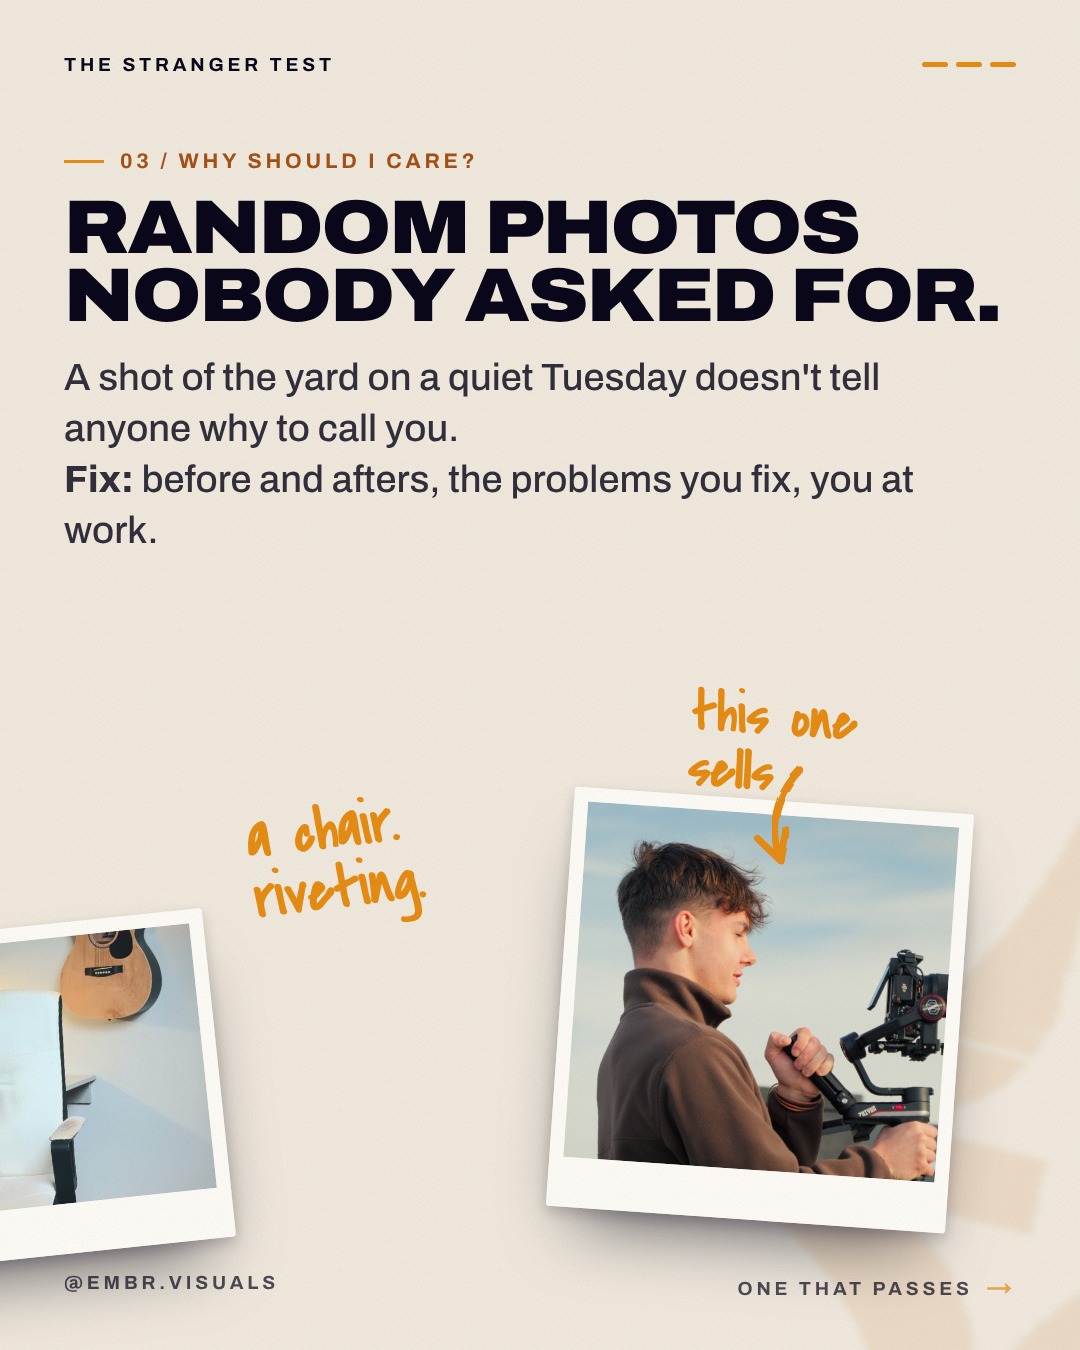 THE STRANGER TEST
03 / WHY SHOULD I CARE?
RANDOM PHOTOS
NOBODY ASKED FOR.
A shot of the yard on a quiet Tuesday doesn't tell
anyone why to call you.
Fix: before and afters, the problems you fix, you at
work.
this one
sells
a chair.
riveting.
@EMBR.VISUALS
ONE THAT PASSES →